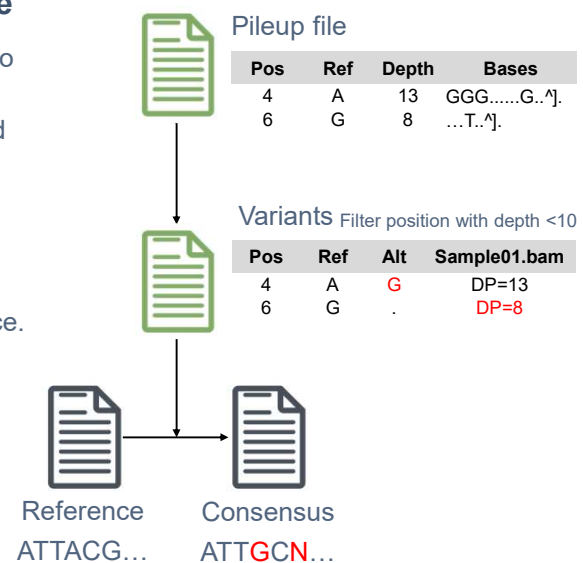 e
Pileup file
o
Pos Ref Depth Bases
4 A 13 GGG......G..^].
d
6 G 8 ...T..^].
Variants Filter position with depth <10
Pos Ref Alt Sample01.bam
4 A G DP=13
6 G . DP=8
ce.
Reference Consensus
ATTACG... ATTGCN...